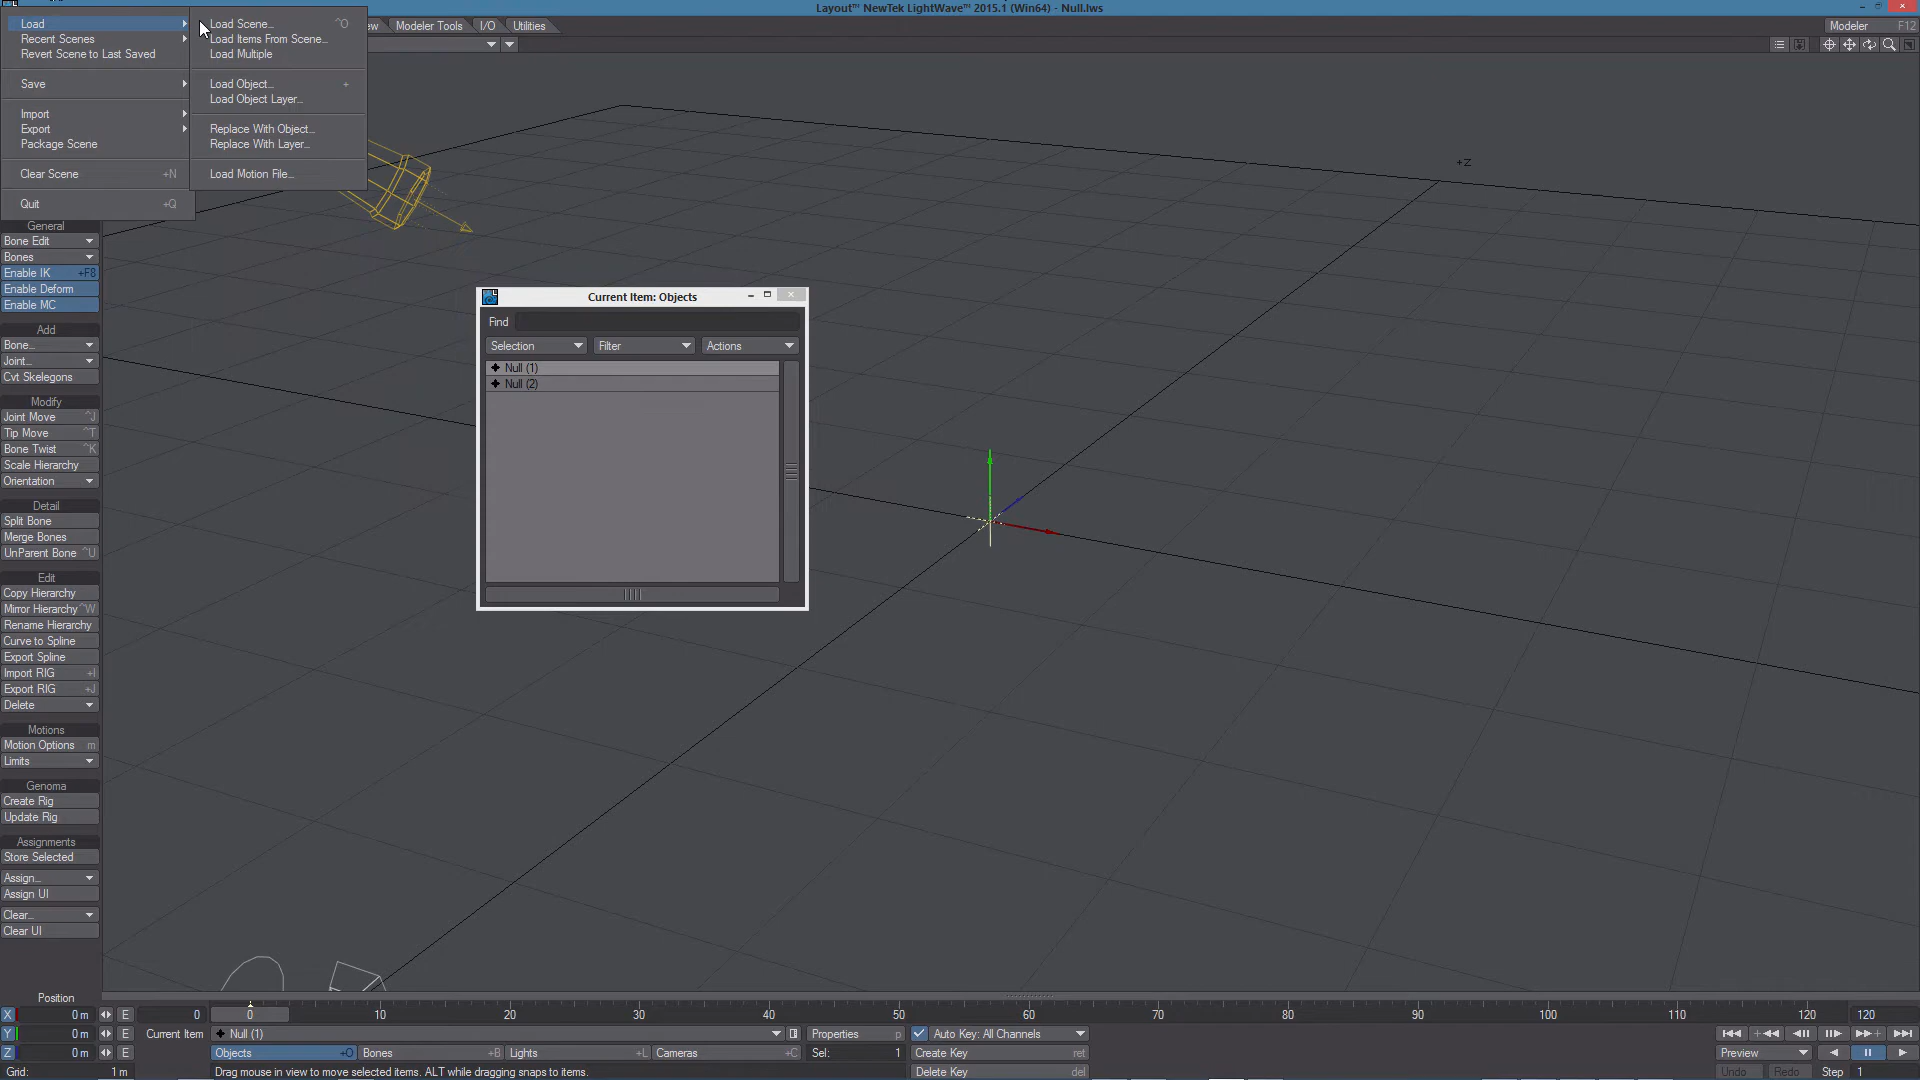 Layout™ NewTek LightWave™ 2015.1 (Win64) - Null.lws
Load
Recent Scenes
Revert Scene to Last Saved
Save
Import
Export
Package Scene
Clear Scene +N
Quit +Q
Load Scene... ^O
Load Items From Scene...
Load Multiple
Load Object... +
Load Object Layer...
Replace With Object...
Replace With Layer...
Load Motion File...
Modeler Tools
I/O
Utilities
Modeler F12
+Z
General
Bone Edit
Bones
Enable IK +F8
Enable Deform
Enable MC
Add
Bone...
Joint...
Cvt Skelegons
Modify
Joint Move ^J
Tip Move ^T
Bone Twist ^K
Scale Hierarchy
Orientation
Detail
Split Bone
Merge Bones
UnParent Bone ^U
Edit
Copy Hierarchy
Mirror Hierarchy ^W
Rename Hierarchy
Curve to Spline
Export Spline
Import RIG +I
Export RIG +J
Delete
Motions
Motion Options m
Limits
Genoma
Create Rig
Update Rig
Assignments
Store Selected
Assign...
Assign UI
Clear...
Clear UI
Current Item: Objects
Find
Selection Filter Actions
Null (1)
Null (2)
Position
X 0 m E 0 0 10 20 30 40 50 60 70 80 90 100 110 120 120
Y 0 m E Current Item Null (1) Properties p Auto Key: All Channels
Z 0 m E Objects +O Bones +B Lights +L Cameras +C Sel: 1 Create Key ret Preview
Grid: 1 m Drag mouse in view to move selected items. ALT while dragging snaps to items. Delete Key del Undo Redo Step 1